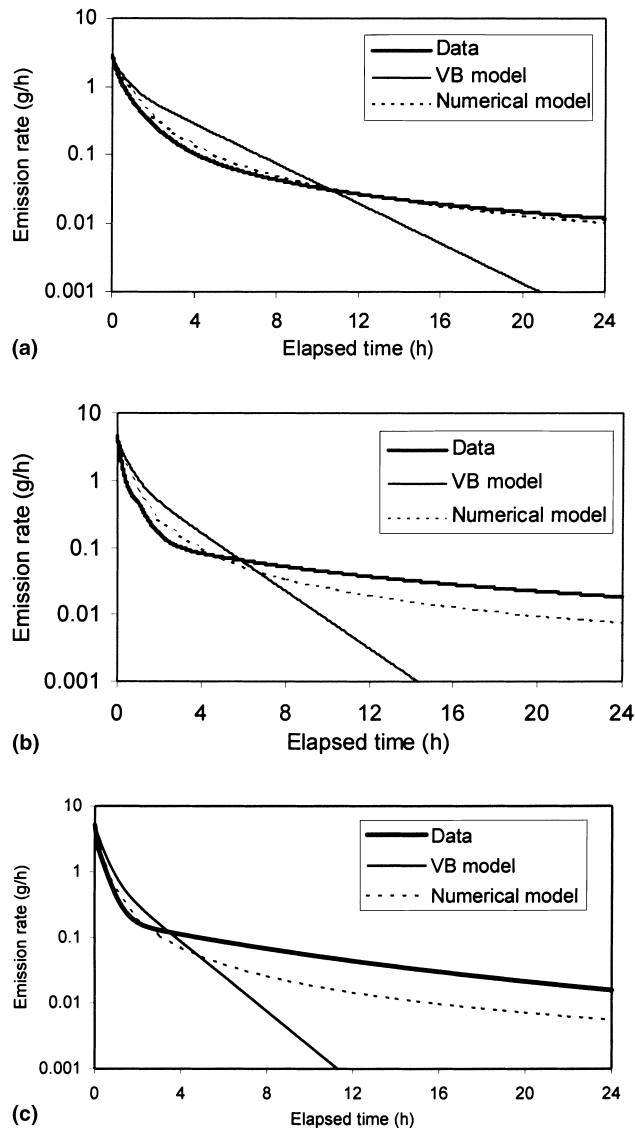 10
1
0.1
0.01
0.001
Emission rate (g/h)
Data
VB model
Numerical model
0 4 8 12 16 20 24
Elapsed time (h)
(a)
10
1
0.1
0.01
0.001
Emission rate (g/h)
Data
VB model
Numerical model
0 4 8 12 16 20 24
Elapsed time (h)
(b)
10
1
0.1
0.01
0.001
Emission rate (g/h)
Data
VB model
Numerical model
0 4 8 12 16 20 24
Elapsed time (h)
(c)